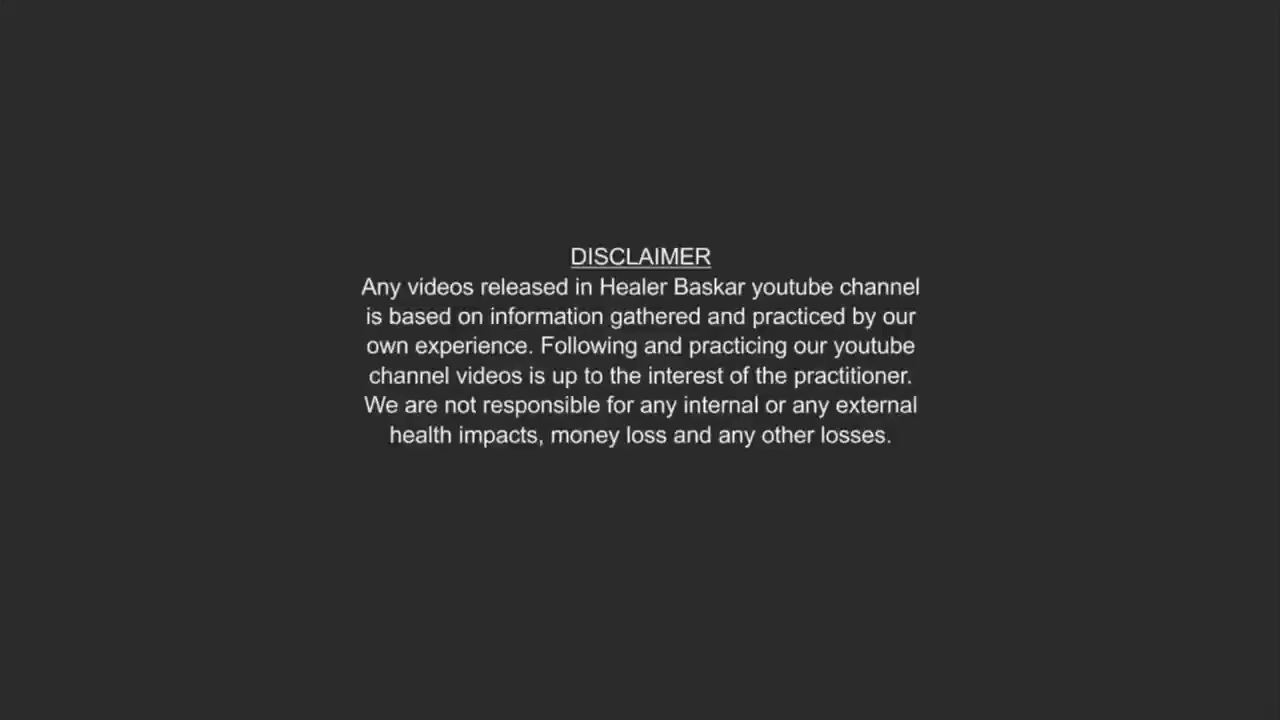 DISCLAIMER
Any videos released in Healer Baskar youtube channel
is based on information gathered and practiced by our
own experience. Following and practicing our youtube
channel videos is up to the interest of the practitioner.
We are not responsible for any internal or any external
health impacts, money loss and any other losses.